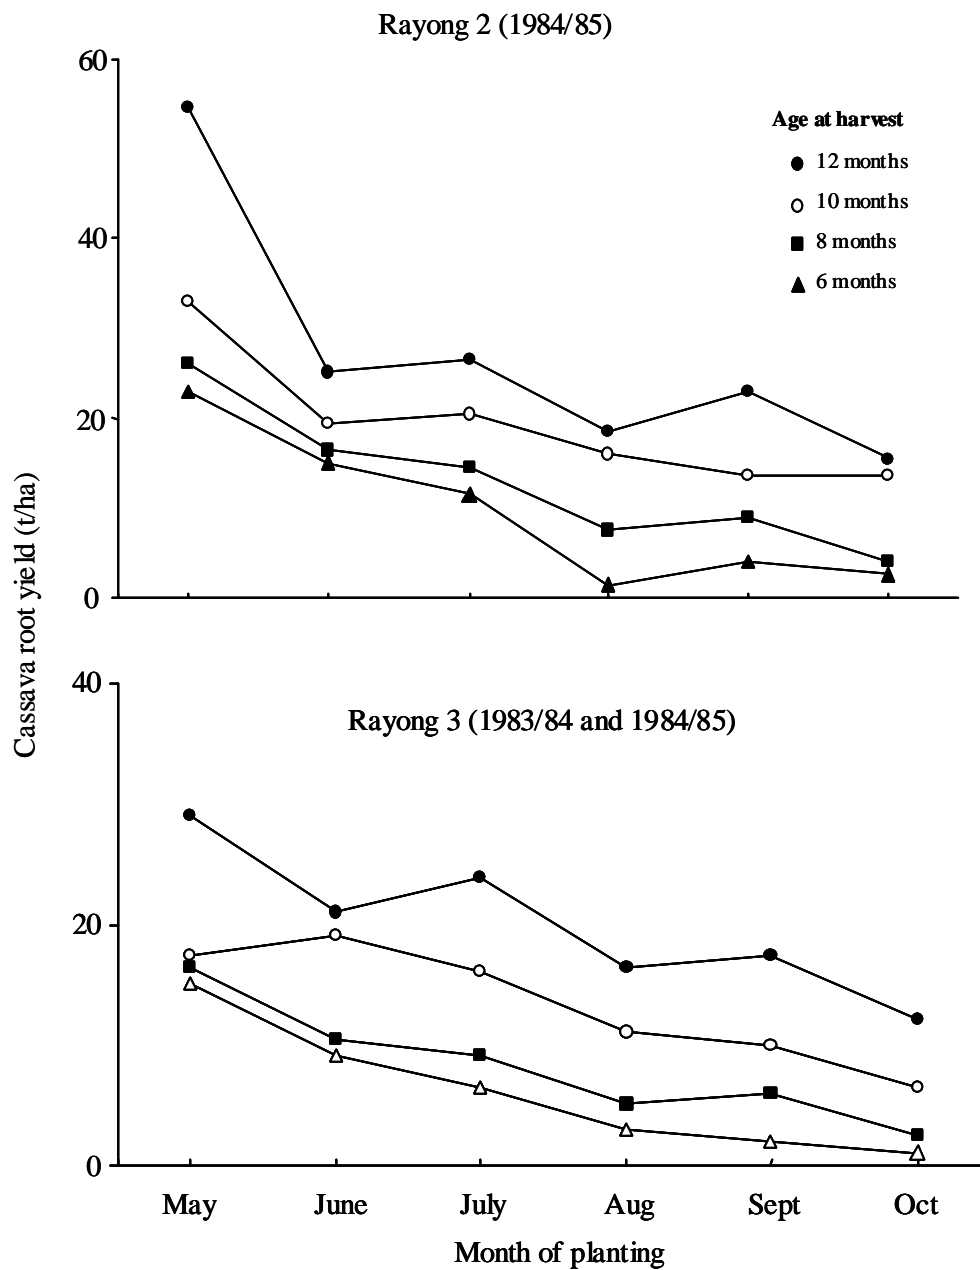 Rayong 2 (1984/85)
60
Age at harvest
12 months
10 months
8 months
6 months
40
20
0
Cassava root yield (t/ha)
40
Rayong 3 (1983/84 and 1984/85)
20
0
May June July Aug Sept Oct
Month of planting